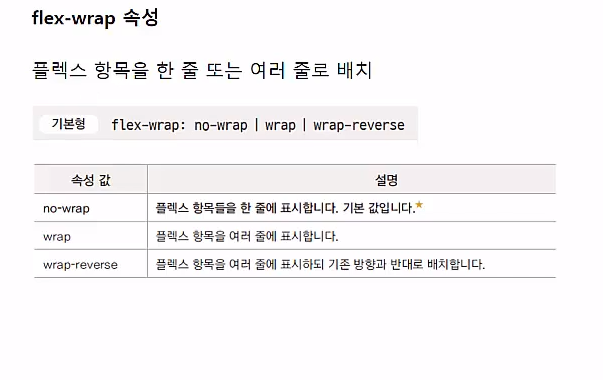 flex-wrap 속성
플렉스 항목을 한 줄 또는 여러 줄로 배치
기본형 flex-wrap: no-wrap | wrap | wrap-reverse
속성 값 설명
no-wrap 플렉스 항목들을 한 줄에 표시합니다. 기본 값입니다.★
wrap 플렉스 항목을 여러 줄에 표시합니다.
wrap-reverse 플렉스 항목을 여러 줄에 표시하되 기존 방향과 반대로 배치합니다.